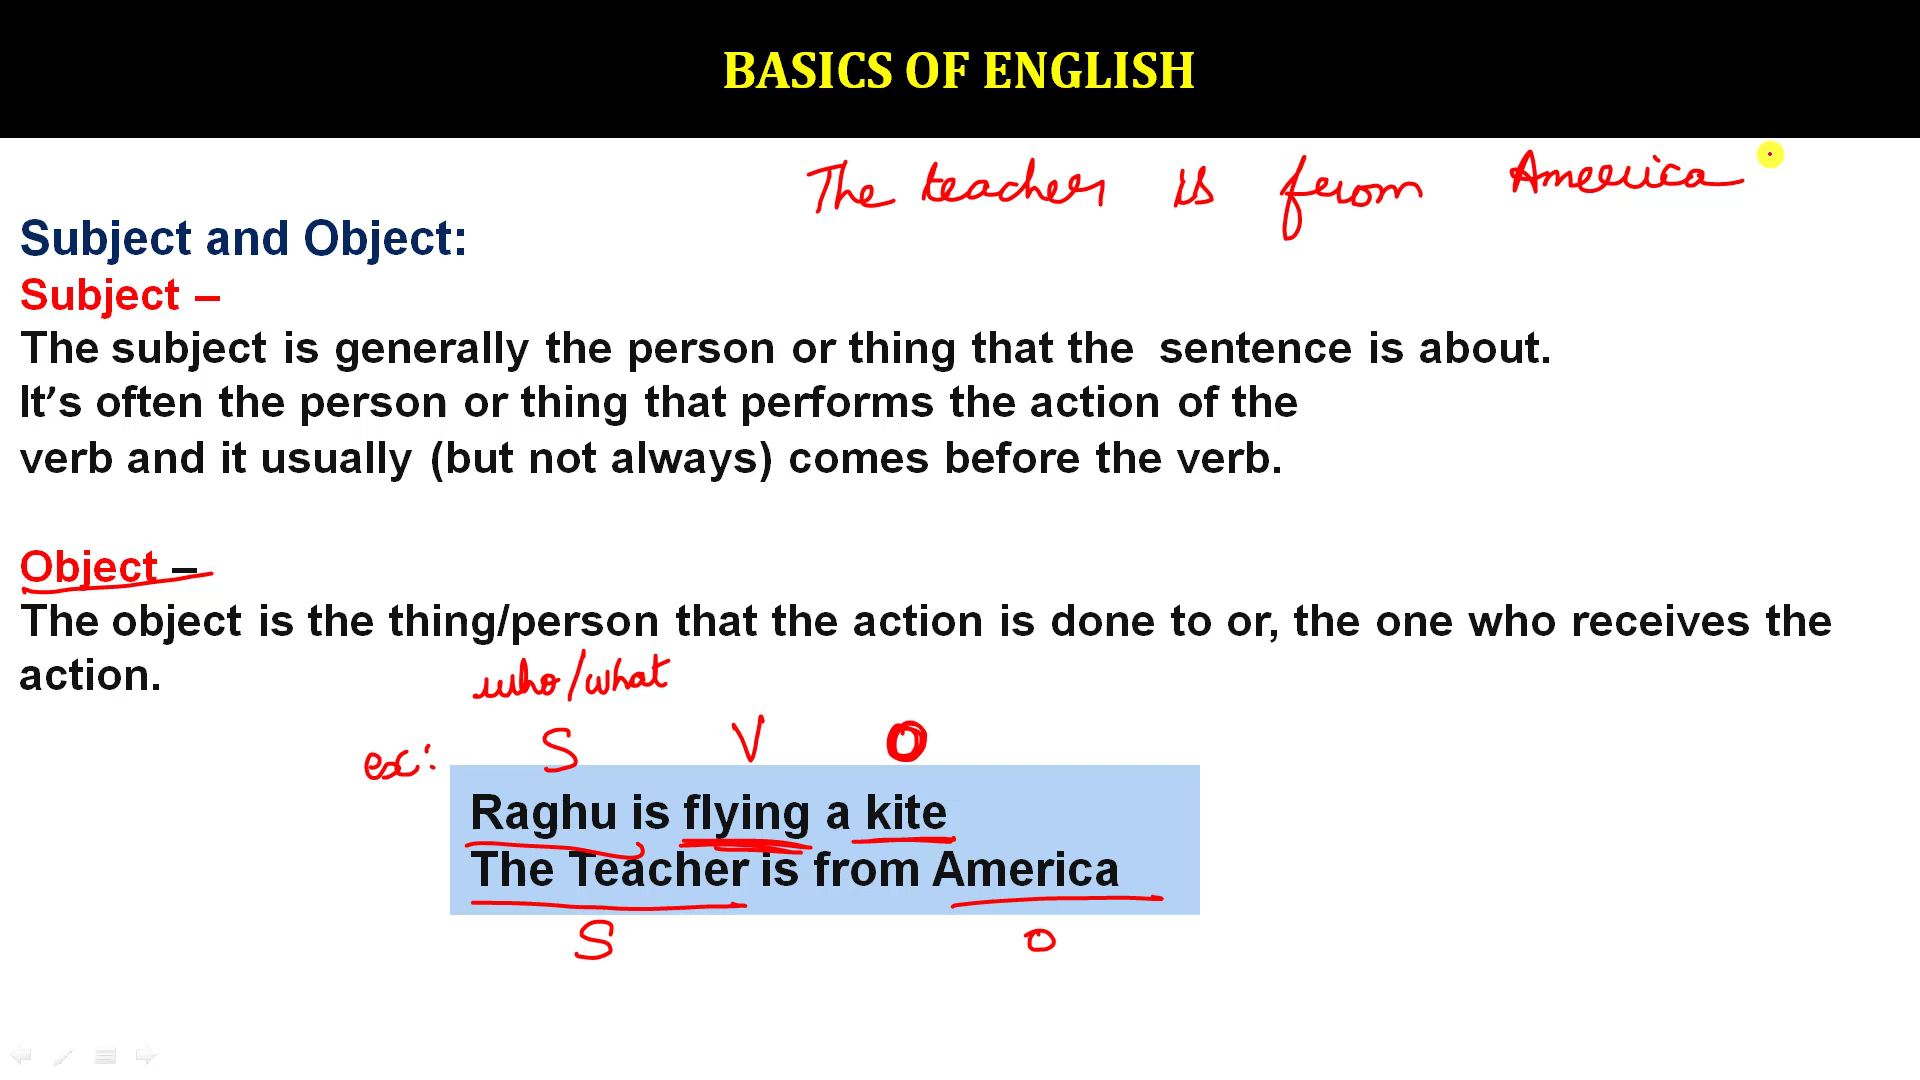 BASICS OF ENGLISH
The teacher is from America
Subject and Object:
Subject –
The subject is generally the person or thing that the sentence is about.
It’s often the person or thing that performs the action of the
verb and it usually (but not always) comes before the verb.
Object –
The object is the thing/person that the action is done to or, the one who receives the
action.
who/what
ex: S V O
Raghu is flying a kite
The Teacher is from America
S O